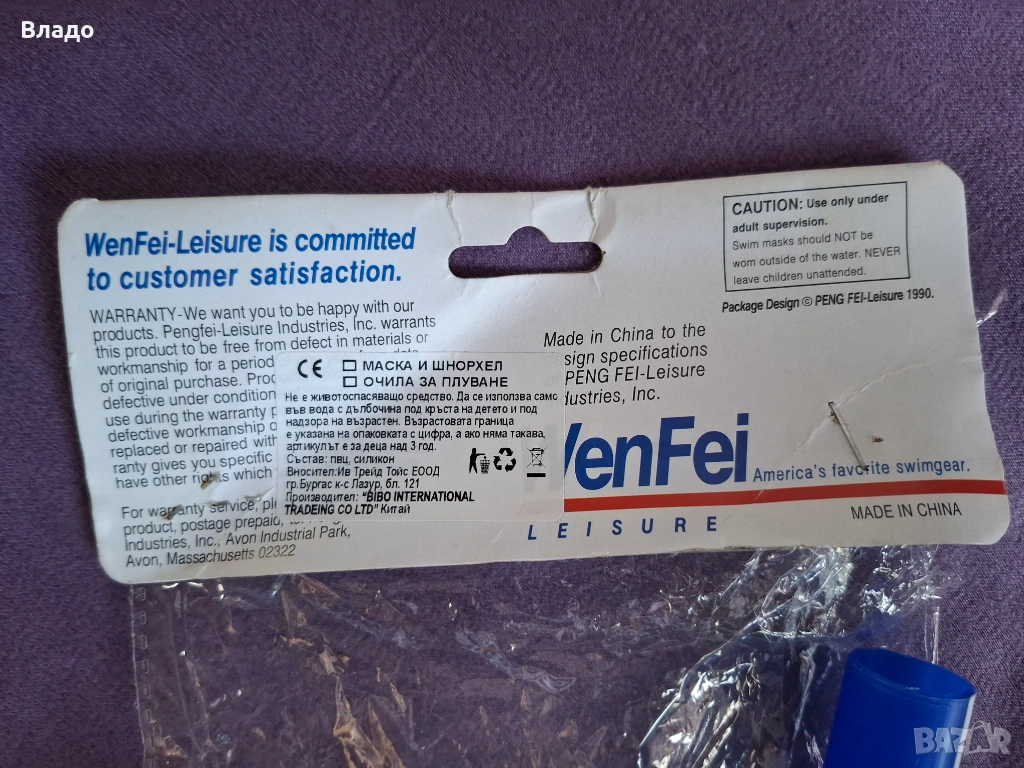 Владо
WenFei-Leisure is committed
to customer satisfaction.
WARRANTY-We want you to be happy with our
products. Pengfei-Leisure Industries, Inc. warrants
this product to be free from defect in materials or
workmanship for a period
of original purchase.
defective under condition
use during the warranty
defective workmanship
replaced or repaired with
ranty gives you specific
have other rights which
For warranty service,
product, postage prepaid,
Industries, Inc., Avon Industrial Park,
Avon, Massachusetts 02322
CE
МАСКА И ШНОРХЕЛ
ОЧИЛА ЗА ПЛУВАНЕ
Не е животоспасяващо средство. Да се използва само
във вода с дълбочина под кръста на детето и под
надзора на възрастен. Възрастовата граница
е указана на опаковката с цифра, а ако няма такава,
артикулът е за деца над 3 год.
Състав: пвц, силикон
Вносител:Ив Трейд Тойс ЕООД
гр.Бургас к-с Лазур, бл. 121
Производител: "BIBO INTERNATIONAL
TRADEING CO LTD" Китай
Made in China to the
sign specifications
PENG FEI-Leisure
dustries, Inc.
CAUTION: Use only under
adult supervision.
Swim masks should NOT be
worn outside of the water. NEVER
leave children unattended.
Package Design © PENG FEI-Leisure 1990.
WenFei
America's favorite swimgear.
LEISURE
MADE IN CHINA
BAZAR